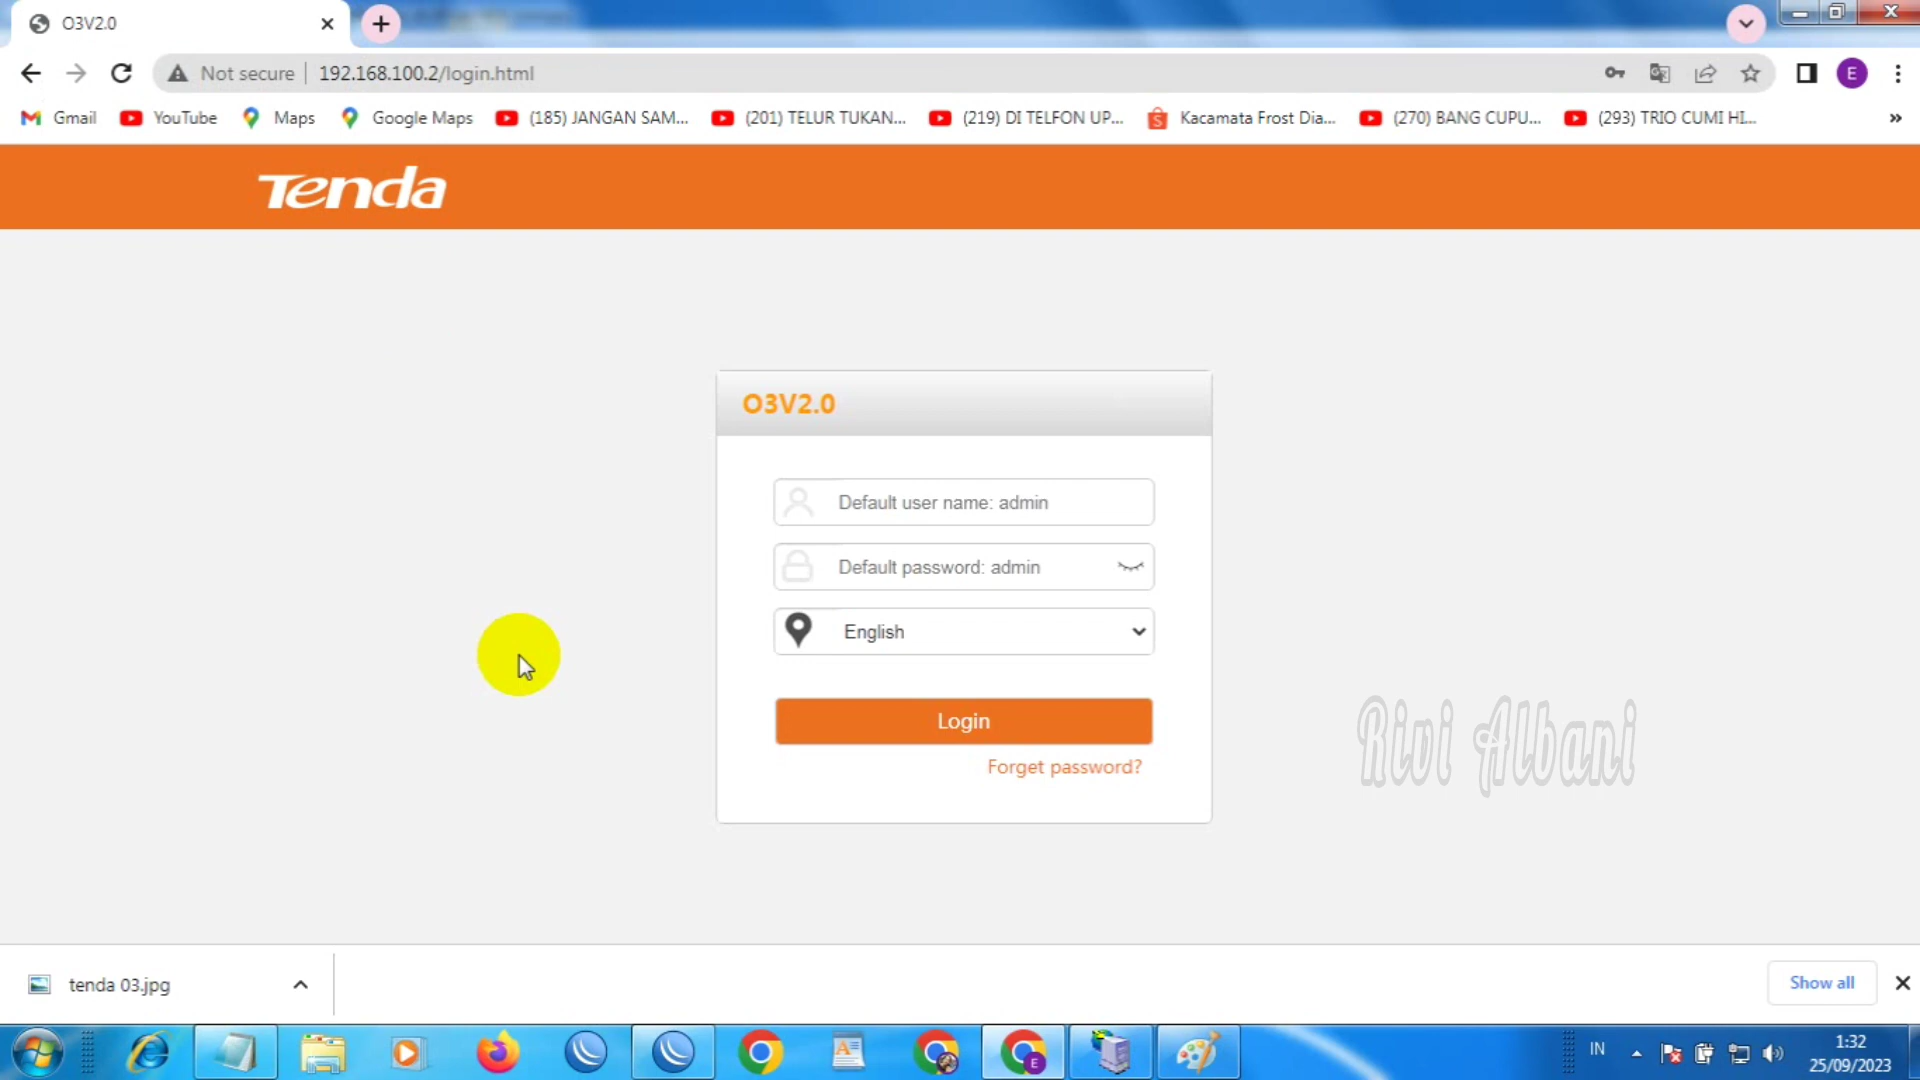 O3V2.0
Not secure
192.168.100.2/login.html
E
Gmail
YouTube
Maps
Google Maps
(185) JANGAN SAM...
(201) TELUR TUKAN...
(219) DI TELFON UP...
Kacamata Frost Dia...
(270) BANG CUPU...
(293) TRIO CUMI HI...
»
Tenda
O3V2.0
Default user name: admin
Default password: admin
English
Login
Forget password?
Rivi Albani
tenda 03.jpg
Show all
E
IN
1:32
25/09/2023